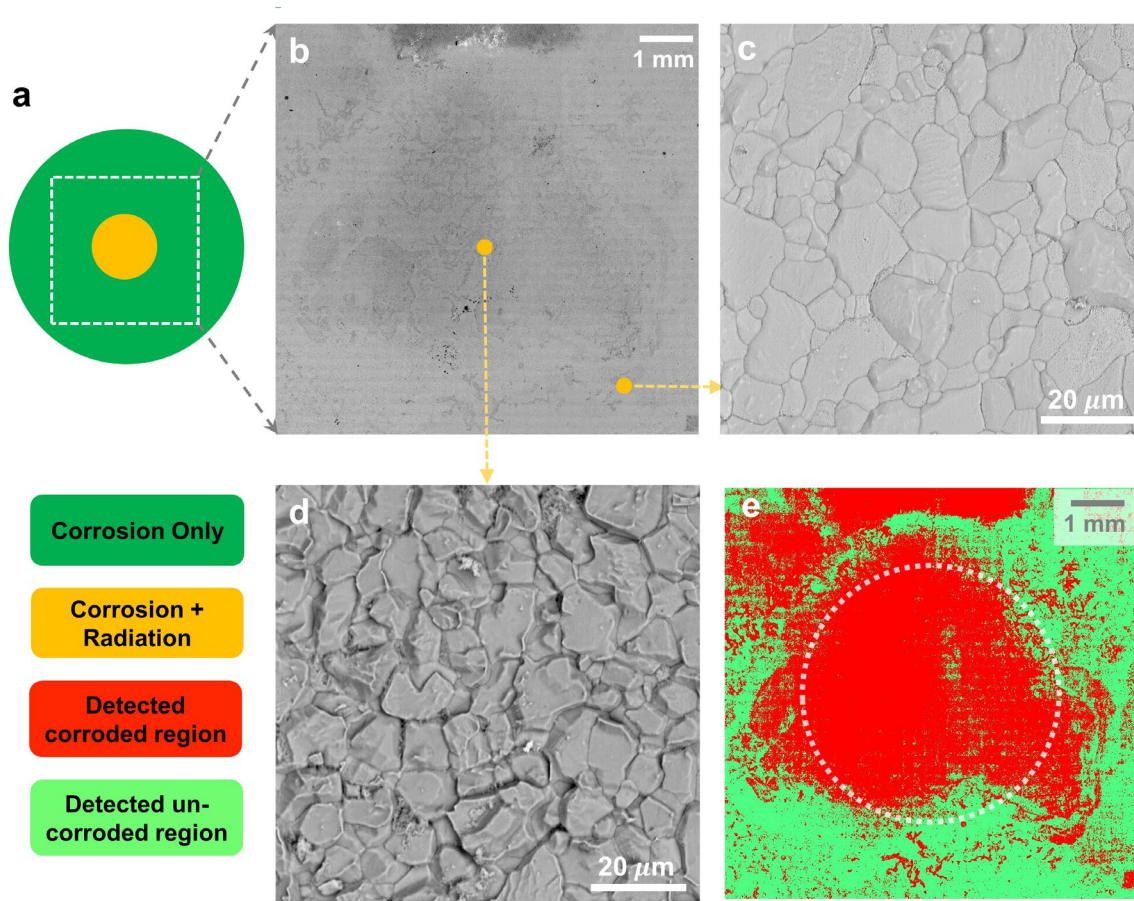 a
b
1 mm
c
20 μm
Corrosion Only
Corrosion +
Radiation
Detected
corroded region
Detected un-
corroded region
d
20 μm
e
1 mm